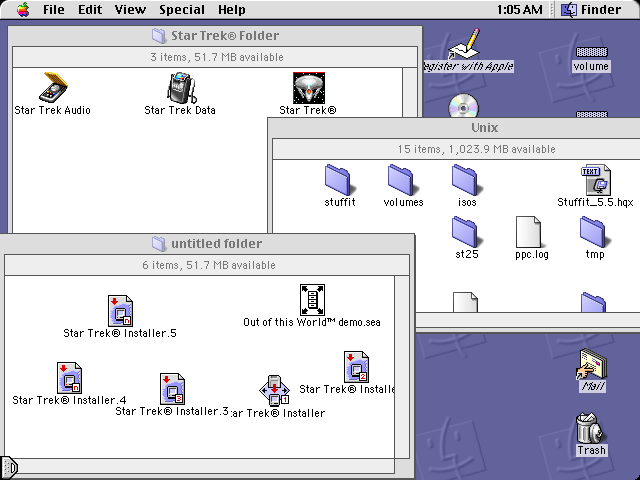 File Edit View Special Help 1:05 AM Finder
Star Trek® Folder
3 items, 51.7 MB available
Star Trek Audio
Star Trek Data
Star Trek®
egister with Apple
volume
Unix
15 items, 1,023.9 MB available
stuffit
volumes
isos
TEXT
Stuffit_5.5.hqx
st25
ppc.log
tmp
untitled folder
6 items, 51.7 MB available
Star Trek® Installer.5
Out of this World™ demo.sea
Star Trek® Installer.4
Star Trek® Installer.3
ar Trek® Installer
Star Trek® Installe
Mail
Trash